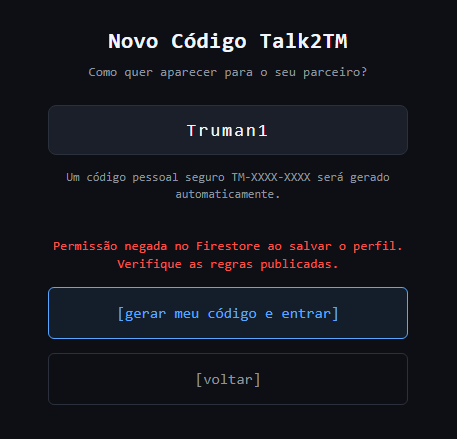 Novo Código Talk2TM
Como quer aparecer para o seu parceiro?
Truman1
Um código pessoal seguro TM-XXXX-XXXX será gerado
automaticamente.
Permissão negada no Firestore ao salvar o perfil.
Verifique as regras publicadas.
[gerar meu código e entrar]
[voltar]